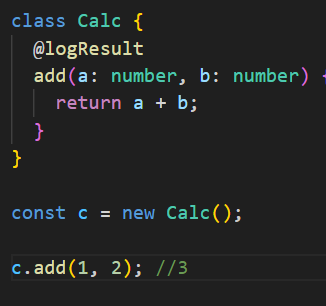 class Calc {
  @logResult
  add(a: number, b: number) {
    return a + b;
  }
}
const c = new Calc();
c.add(1, 2); //3